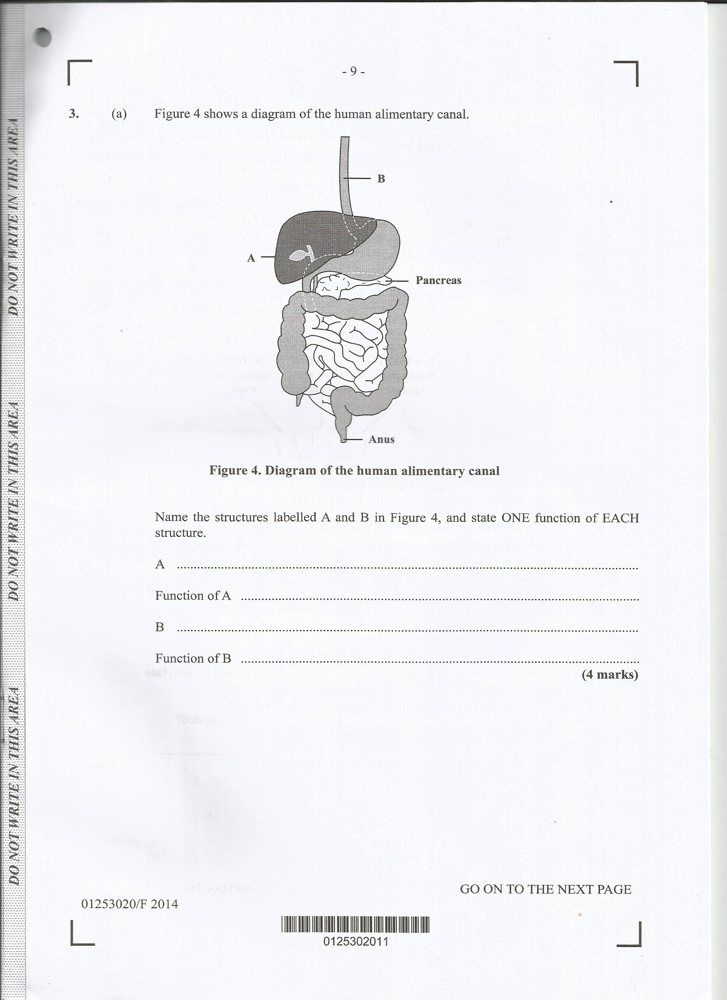 - 9 -
3. (a) Figure 4 shows a diagram of the human alimentary canal.
B
A
Pancreas
Anus
Figure 4. Diagram of the human alimentary canal
Name the structures labelled A and B in Figure 4, and state ONE function of EACH
structure.
A ........................................
Function of A ........................................
B ........................................
Function of B ........................................
(4 marks)
GO ON TO THE NEXT PAGE
01253020/F 2014
0125302011
DO NOT WRITE IN THIS AREA
DO NOT WRITE IN THIS AREA
DO NOT WRITE IN THIS AREA